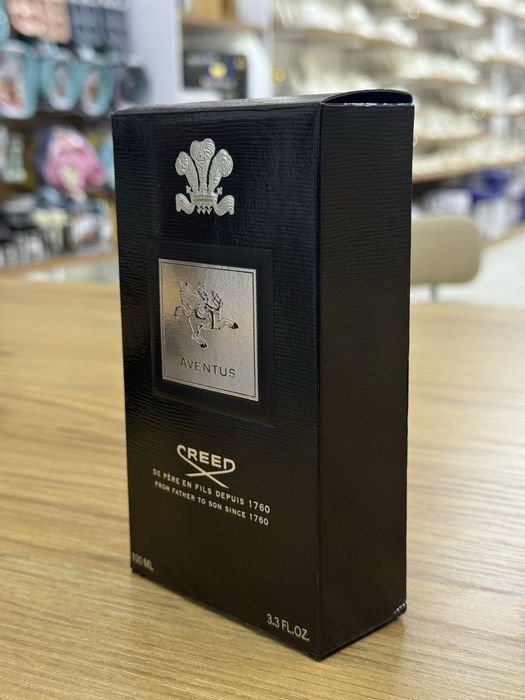 AVENTUS
CREED
DE PÈRE EN FILS DEPUIS 1760
FROM FATHER TO SON SINCE 1760
100 ML
3.3 FL.OZ.